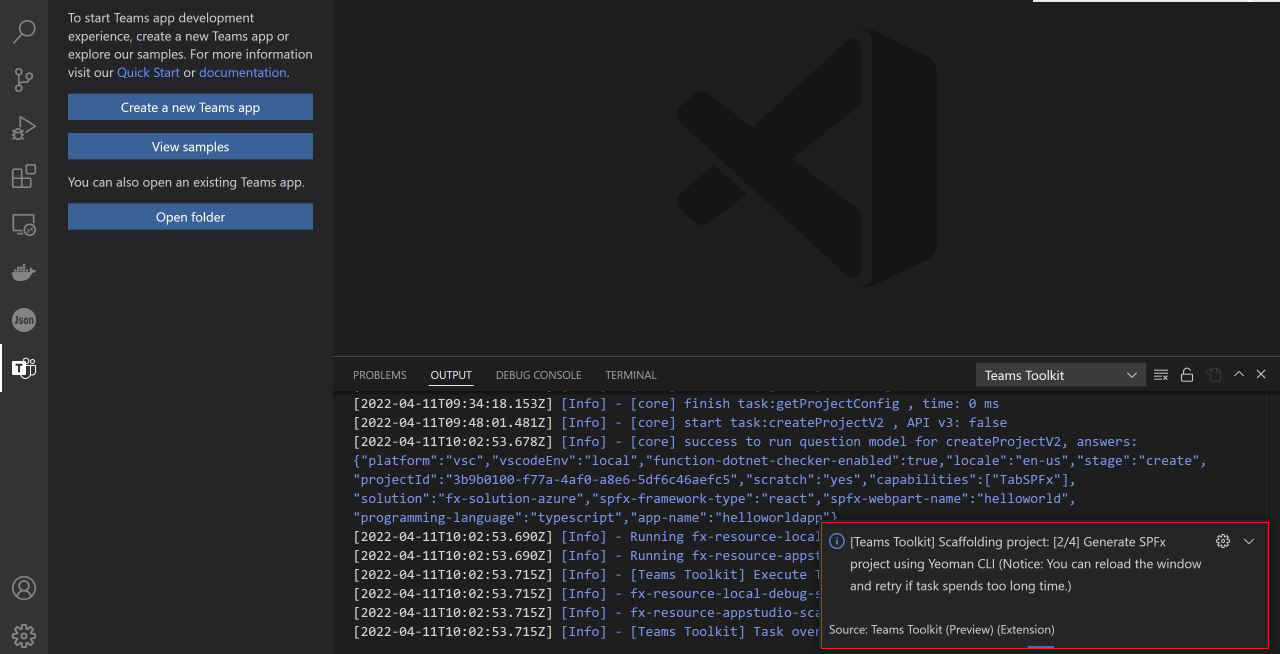 To start Teams app development
experience, create a new Teams app or
explore our samples. For more information
visit our Quick Start or documentation.
Create a new Teams app
View samples
You can also open an existing Teams app.
Open folder
Json
T
PROBLEMS OUTPUT DEBUG CONSOLE TERMINAL Teams Toolkit
[2022-04-11T09:34:18.153Z] [Info] - [core] finish task:getProjectConfig , time: 0 ms
[2022-04-11T09:48:01.481Z] [Info] - [core] start task:createProjectV2 , API v3: false
[2022-04-11T10:02:53.678Z] [Info] - [core] success to run question model for createProjectV2, answers:
{"platform":"vsc","vscodeEnv":"local","function-dotnet-checker-enabled":true,"locale":"en-us","stage":"create",
"projectId":"3b9b0100-f77a-4af0-a8e6-5df6c46aefc5","scratch":"yes","capabilities":["TabSPFx"],
"solution":"fx-solution-azure","spfx-framework-type":"react","spfx-webpart-name":"helloworld",
"programming-language":"typescript","app-name":"helloworldapp"}
[2022-04-11T10:02:53.690Z] [Info] - Running fx-resource-local
[2022-04-11T10:02:53.690Z] [Info] - Running fx-resource-appst
[2022-04-11T10:02:53.715Z] [Info] - [Teams Toolkit] Execute T
[2022-04-11T10:02:53.715Z] [Info] - fx-resource-local-debug-s
[2022-04-11T10:02:53.715Z] [Info] - fx-resource-appstudio-sca
[2022-04-11T10:02:53.715Z] [Info] - [Teams Toolkit] Task over
[Teams Toolkit] Scaffolding project: [2/4] Generate SPFx
project using Yeoman CLI (Notice: You can reload the window
and retry if task spends too long time.)
Source: Teams Toolkit (Preview) (Extension)